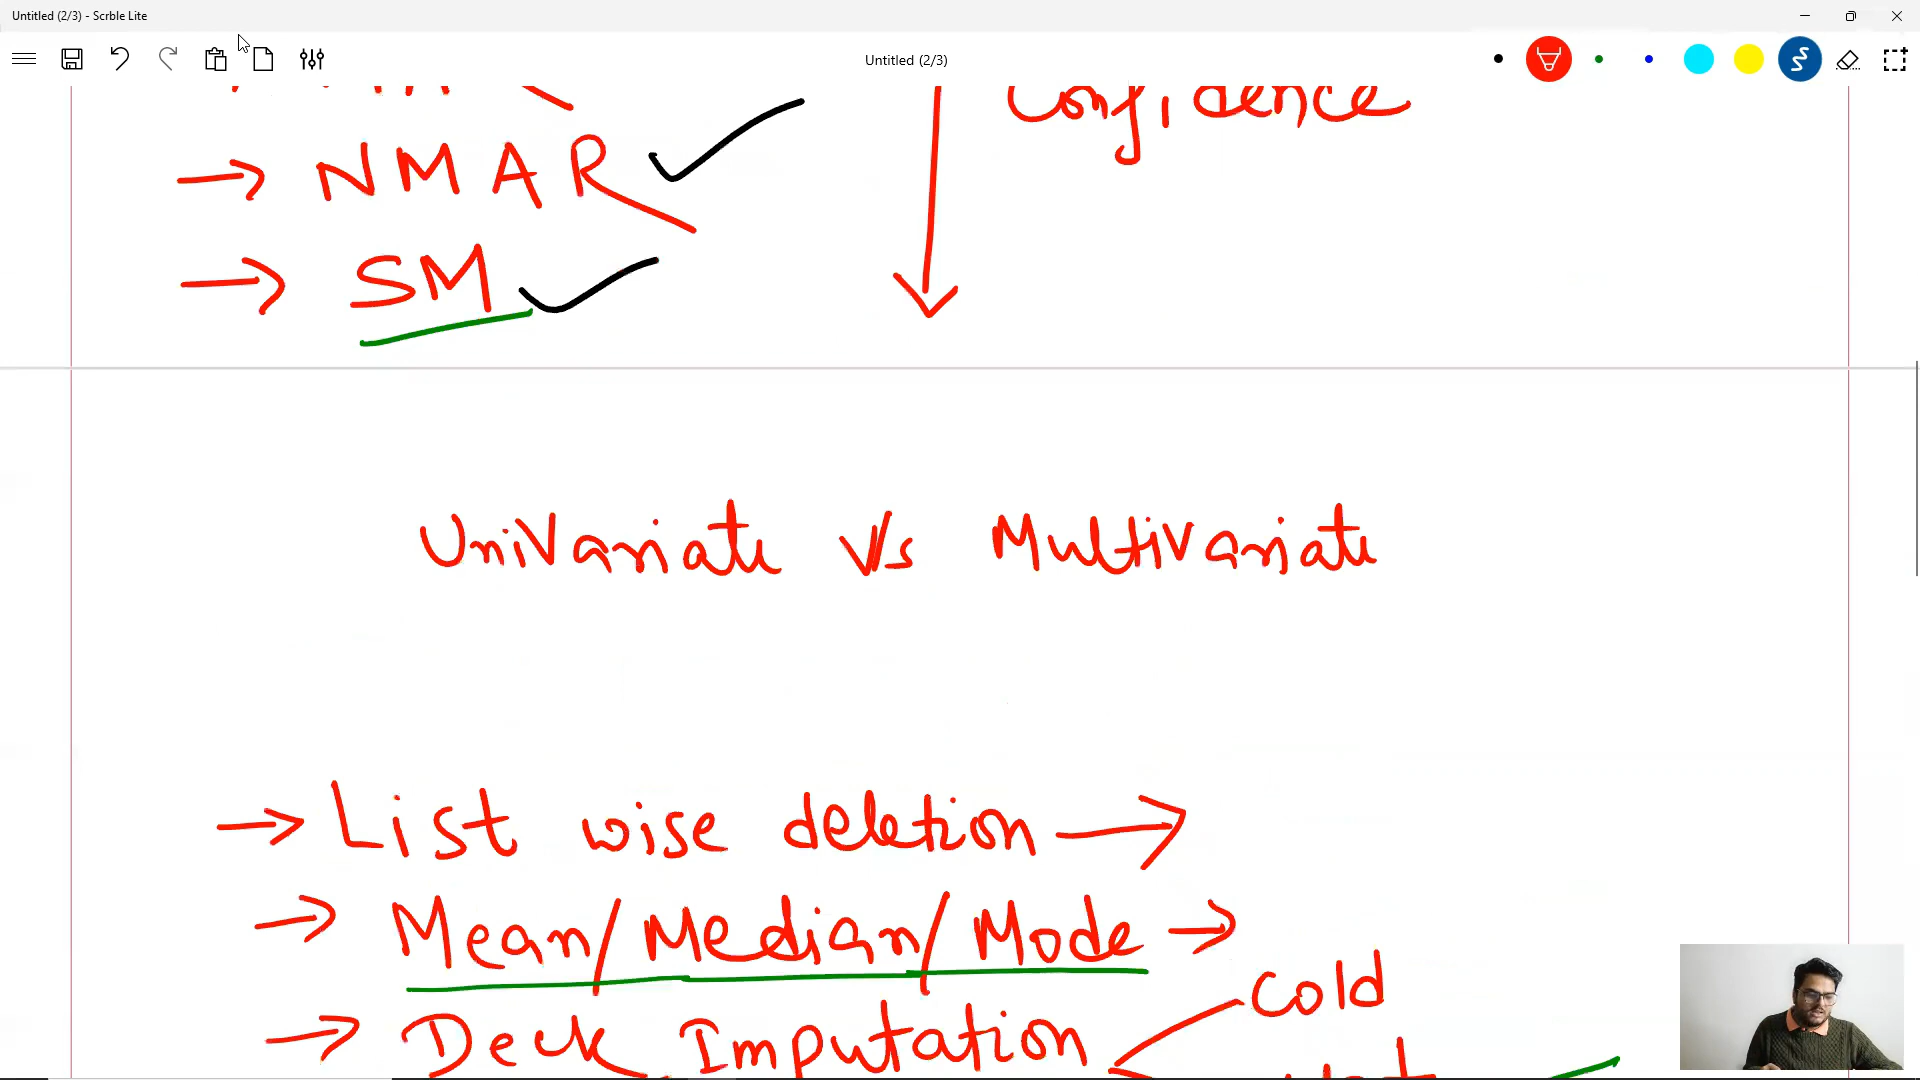 Untitled (2/3) - Scrble Lite
Untitled (2/3)
Confidence
→ NMAR ✓
→ SM ✓
UniVariate V/s MultiVariate
→ List wise deletion →
→ Mean/Median/Mode →
cold
→ Deck Imputation